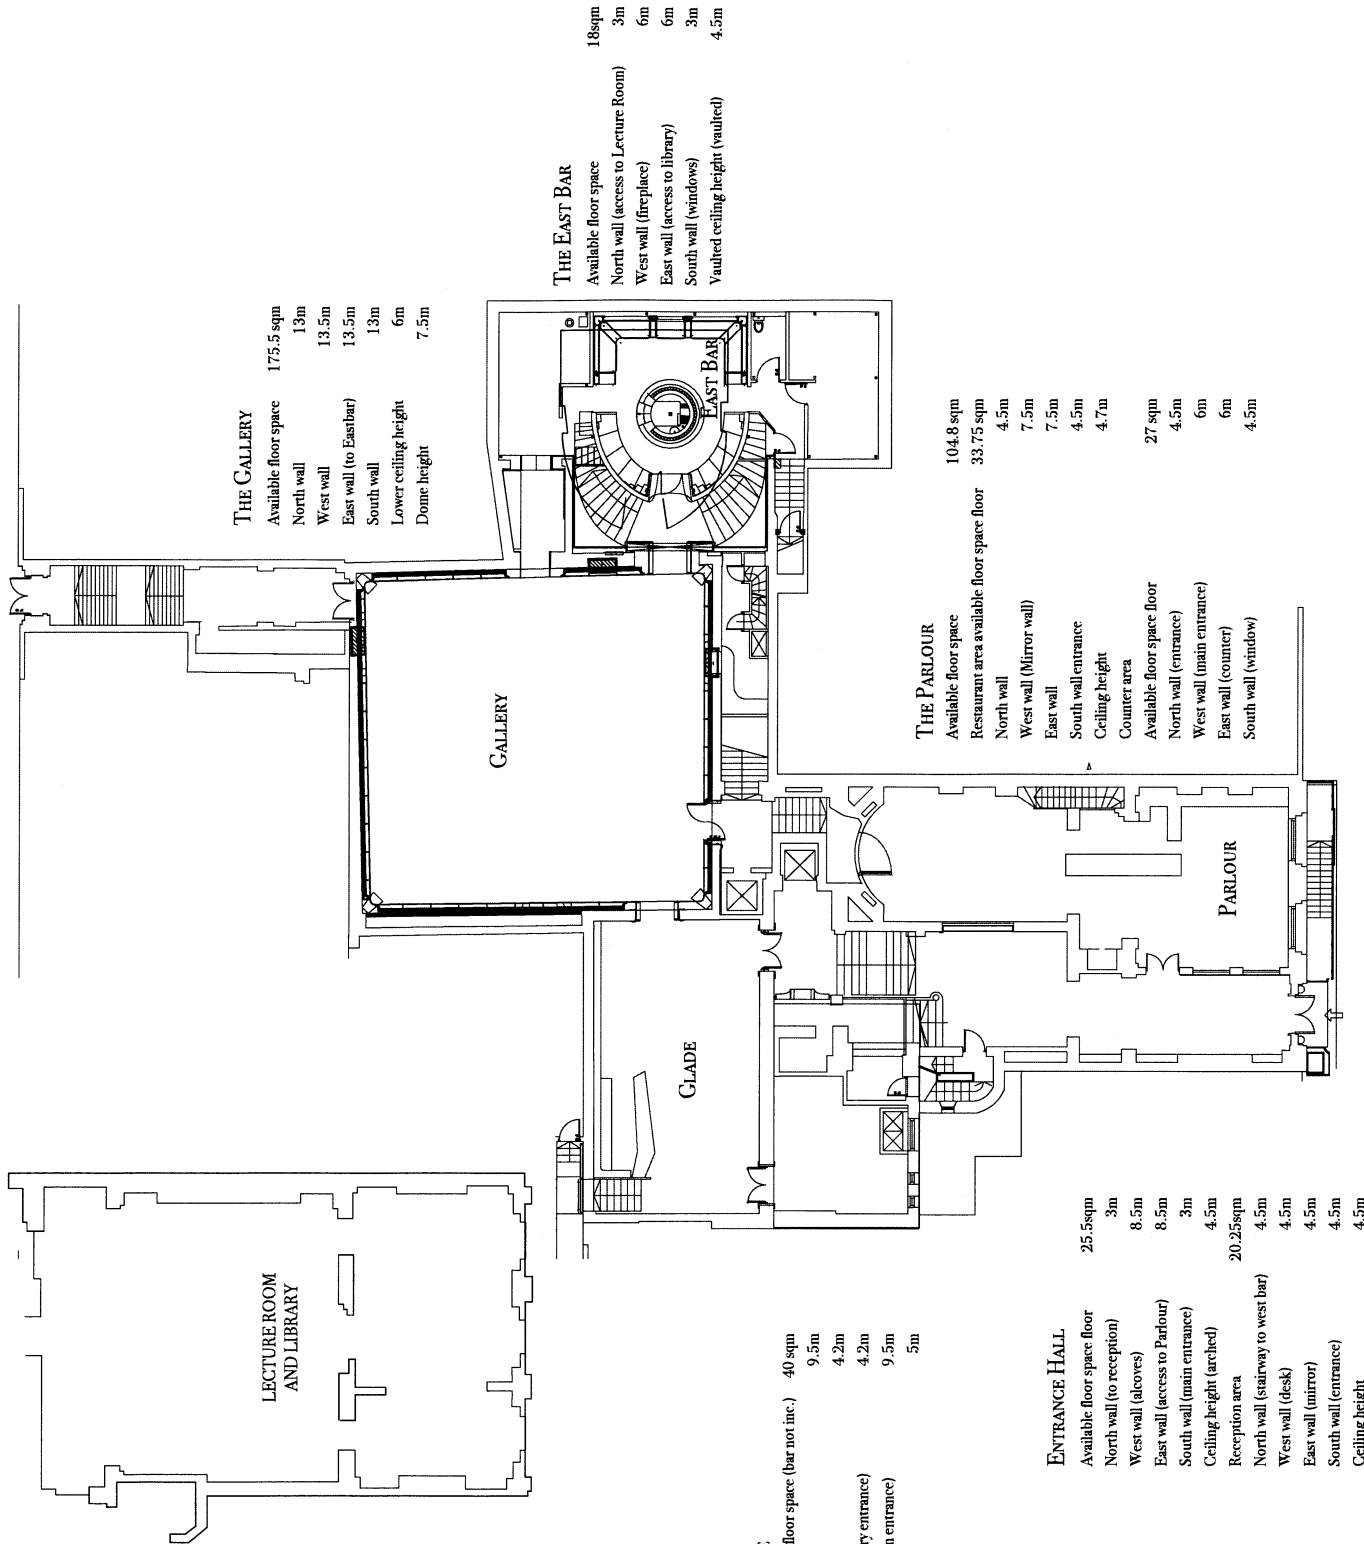 THE GALLERY
Available floor space 175.5 sqm
North wall 13m
West wall 13.5m
East wall (to Eastbar) 13.5m
South wall 13m
Lower ceiling height 6m
Dome height 7.5m
THE EAST BAR
Available floor space 18sqm
North wall (access to Lecture Room) 3m
West wall (fireplace) 6m
East wall (access to library) 6m
South wall (windows) 3m
Vaulted ceiling height (vaulted) 4.5m
LECTURE ROOM
AND LIBRARY
GALLERY
EAST BAR
GLADE
PARLOUR
floor space (bar not inc.) 40 sqm
9.5m
4.2m
ry entrance) 4.2m
n entrance) 9.5m
5m
ENTRANCE HALL
Available floor space floor 25.5sqm
North wall (to reception) 3m
West wall (alcoves) 8.5m
East wall (access to Parlour) 8.5m
South wall (main entrance) 3m
Ceiling height (arched) 4.5m
Reception area 20.25sqm
North wall (stairway to west bar) 4.5m
West wall (desk) 4.5m
East wall (mirror) 4.5m
South wall (entrance) 4.5m
Ceiling height 4.5m
THE PARLOUR
Available floor space 104.8 sqm
Restaurant area available floor space floor 33.75 sqm
North wall 4.5m
West wall (Mirror wall) 7.5m
East wall 7.5m
South wall entrance 4.5m
Ceiling height 4.7m
Counter area
Available floor space floor 27 sqm
North wall (entrance) 4.5m
West wall (main entrance) 6m
East wall (counter) 6m
South wall (window) 4.5m